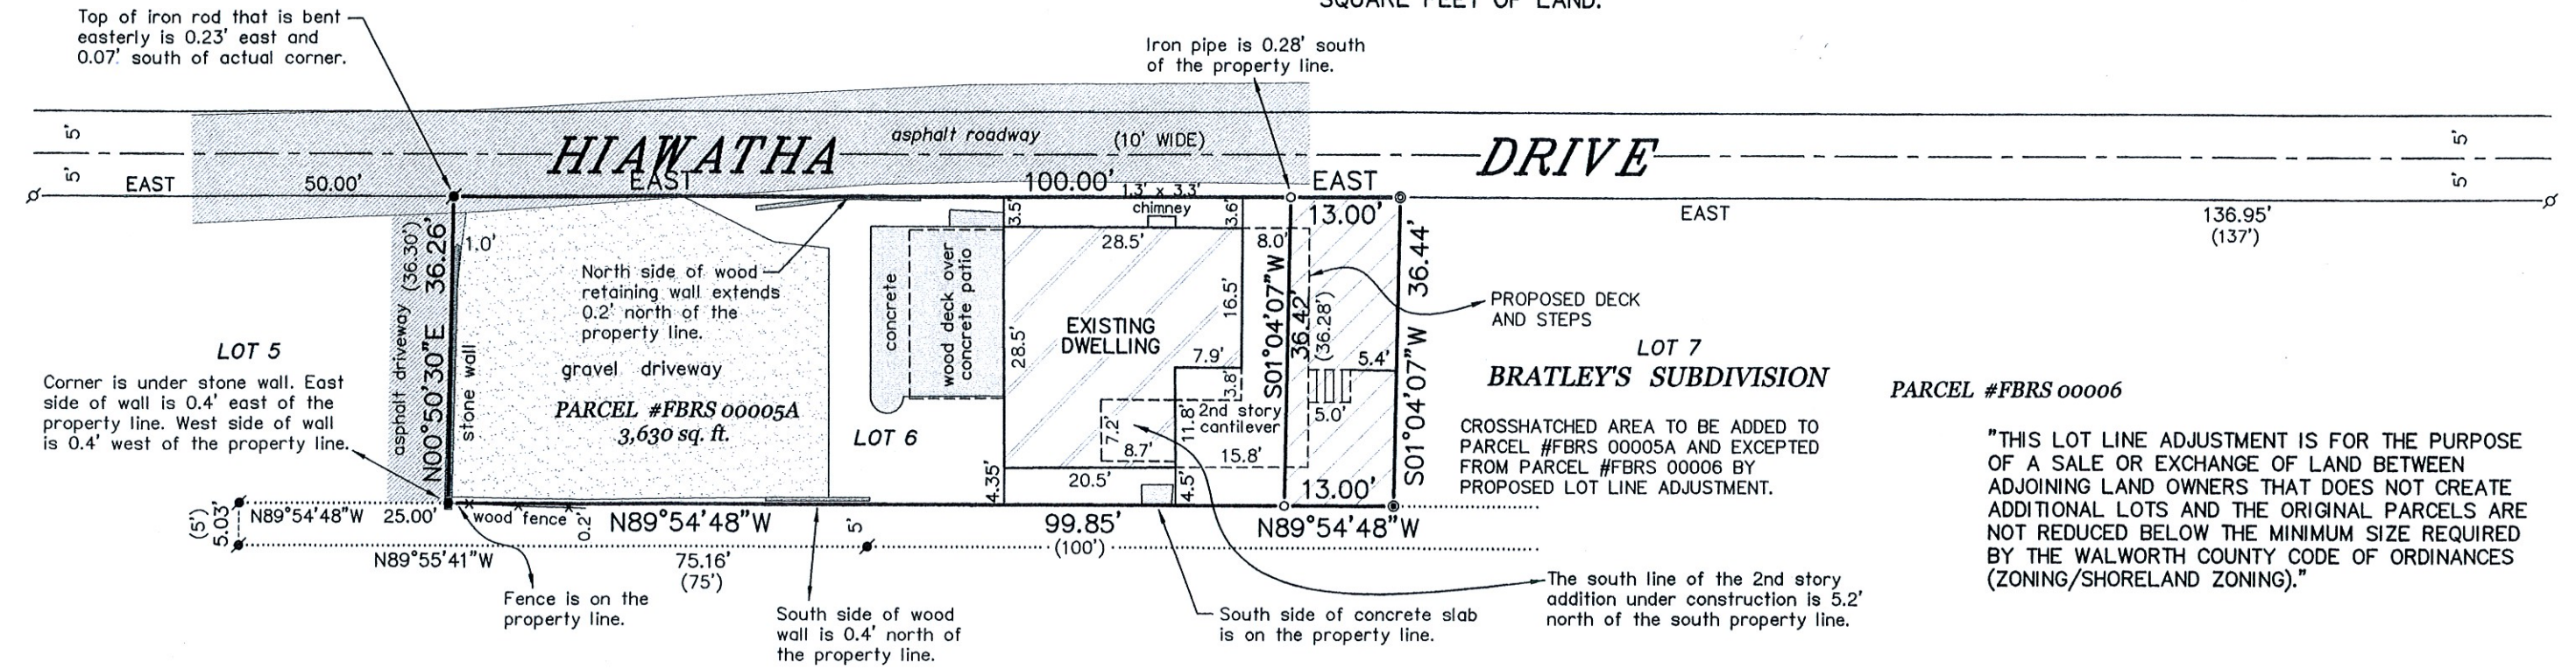 SQUARE FEET OF LAND.
Top of iron rod that is bent
easterly is 0.23' east and
0.07' south of actual corner.
Iron pipe is 0.28' south
of the property line.
5'
5'
HIAWATHA
asphalt roadway
(10' WIDE)
DRIVE
5'
5'
EAST
50.00'
EAST
100.00'
EAST
13.00'
EAST
136.95'
(137')
1.3' x 3.3'
chimney
3.5'
3.6'
28.5'
8.0'
asphalt driveway
(36.30')
N00°50'30"E 36.26'
1.0'
stone wall
North side of wood
retaining wall extends
0.2' north of the
property line.
gravel driveway
PARCEL #FBRS 00005A
3,630 sq. ft.
concrete
wood deck over
concrete patio
LOT 6
28.5'
EXISTING
DWELLING
16.5'
7.9'
3.8'
2nd story
cantilever
11.8'
7.2'
8.7'
15.8'
20.5'
4.35'
4.5'
S01°04'07"W
36.42'
(36.28')
5.4'
5.0'
13.00'
S01°04'07"W 36.44'
PROPOSED DECK
AND STEPS
LOT 7
BRATLEY'S SUBDIVISION
CROSSHATCHED AREA TO BE ADDED TO
PARCEL #FBRS 00005A AND EXCEPTED
FROM PARCEL #FBRS 00006 BY
PROPOSED LOT LINE ADJUSTMENT.
PARCEL #FBRS 00006
"THIS LOT LINE ADJUSTMENT IS FOR THE PURPOSE
OF A SALE OR EXCHANGE OF LAND BETWEEN
ADJOINING LAND OWNERS THAT DOES NOT CREATE
ADDITIONAL LOTS AND THE ORIGINAL PARCELS ARE
NOT REDUCED BELOW THE MINIMUM SIZE REQUIRED
BY THE WALWORTH COUNTY CODE OF ORDINANCES
(ZONING/SHORELAND ZONING)."
LOT 5
Corner is under stone wall. East
side of wall is 0.4' east of the
property line. West side of wall
is 0.4' west of the property line.
(5')
5.03'
N89°54'48"W
25.00'
wood fence
0.2'
N89°54'48"W
5'
99.85'
(100')
N89°54'48"W
N89°55'41"W
75.16'
(75')
Fence is on the
property line.
South side of wood
wall is 0.4' north of
the property line.
South side of concrete slab
is on the property line.
The south line of the 2nd story
addition under construction is 5.2'
north of the south property line.